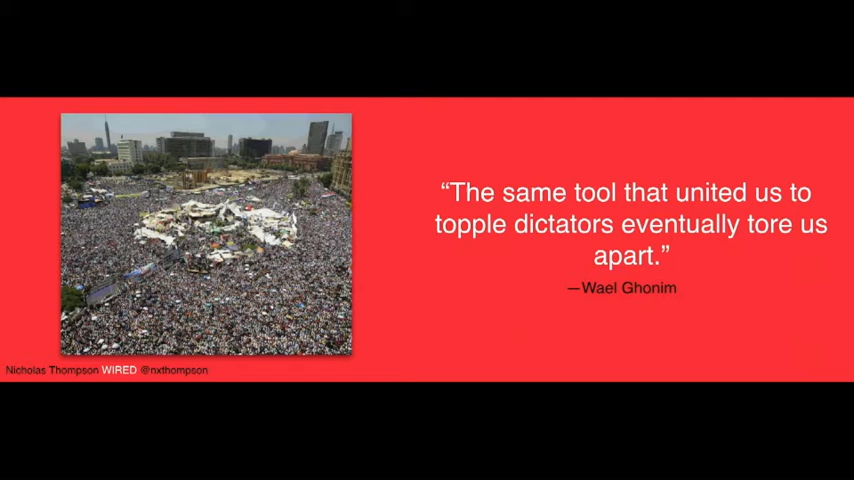 “The same tool that united us to
topple dictators eventually tore us
apart.”
—Wael Ghonim
Nicholas Thompson WIRED @nxthompson